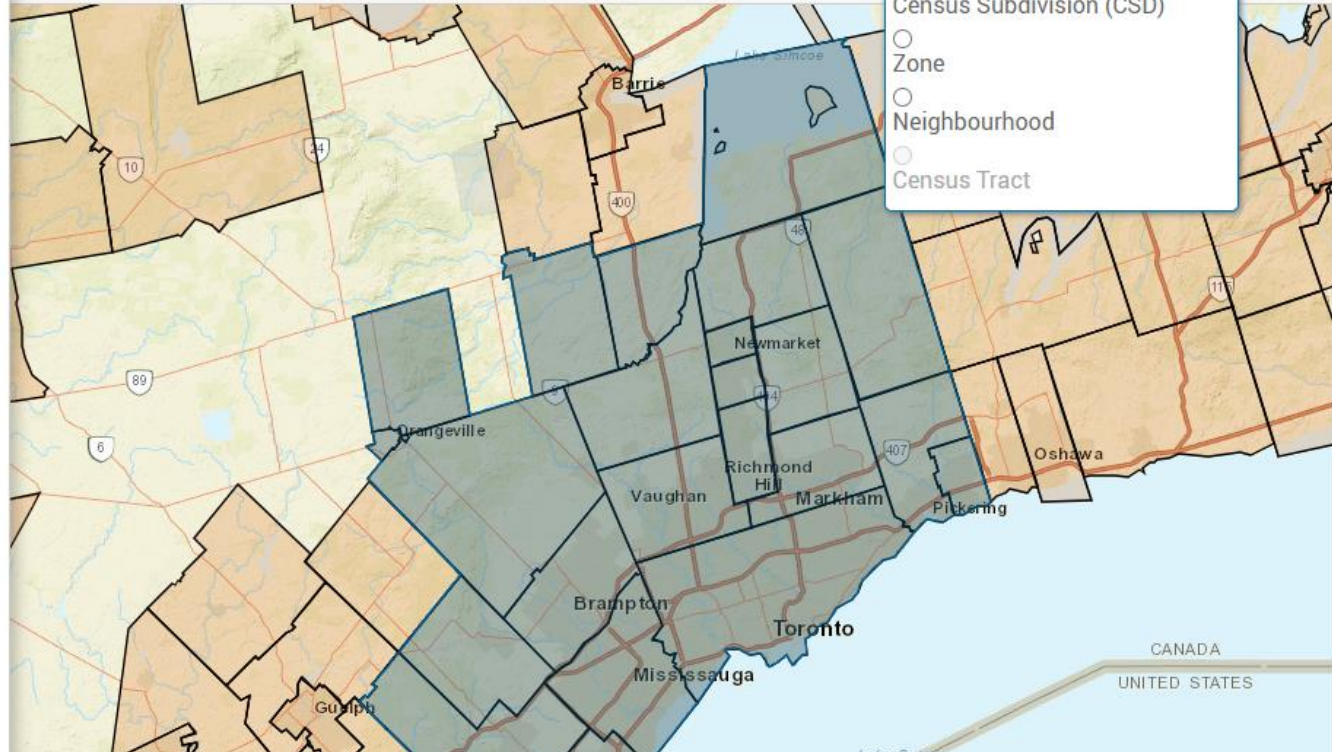 Census Subdivision (CSD)
Zone
Neighbourhood
Census Tract
Lake Simcoe
Barrie
10
24
400
48
115
89
Newmarket
9
404
6
Orangeville
Richmond
Hill
407
Oshawa
Vaughan
Markham
Pickering
Brampton
Toronto
Mississauga
CANADA
UNITED STATES
Guelph